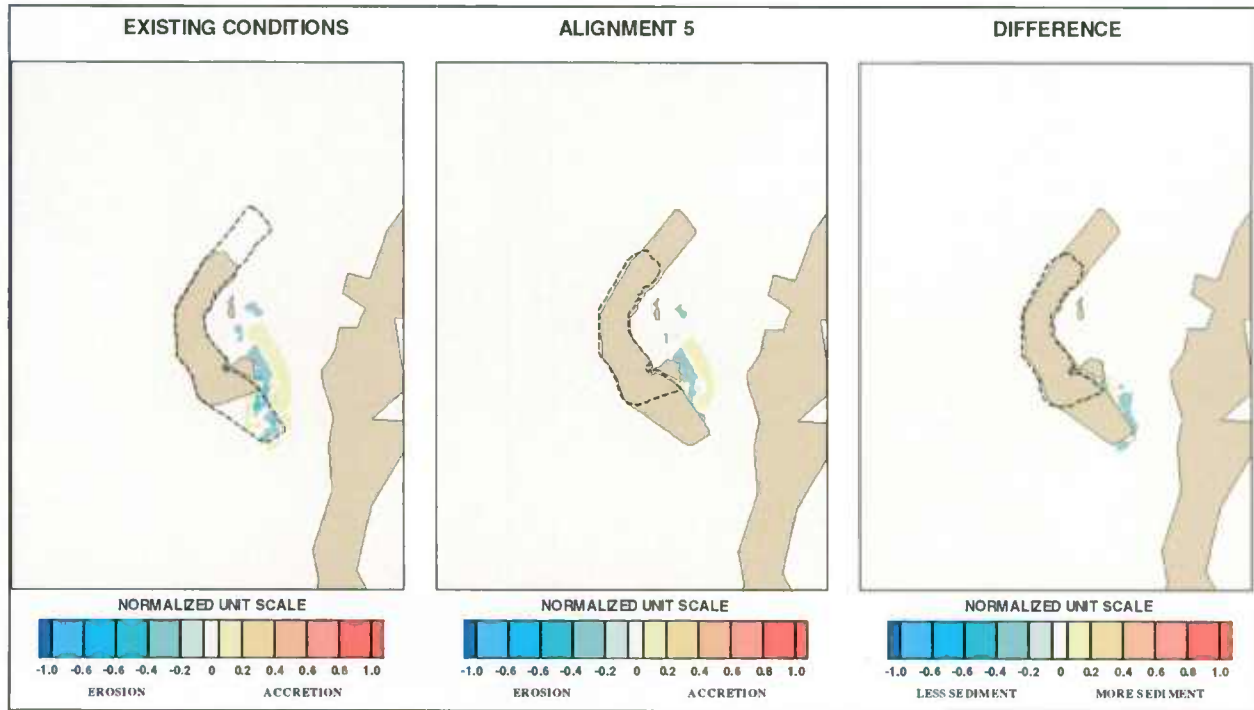 EXISTING CONDITIONS
ALIGNMENT 5
DIFFERENCE
NORMALIZED UNIT SCALE
-1.0 -0.6 -0.6 -0.4 -0.2 0 0.2 0.4 0.6 0.8 1.0
EROSION ACCRETION
NORMALIZED UNIT SCALE
-1.0 -0.6 -0.6 -0.4 -0.2 0 0.2 0.4 0.6 0.8 1.0
EROSION ACCRETION
NORMALIZED UNIT SCALE
-1.0 -0.6 -0.6 -0.4 -0.2 0 0.2 0.4 0.6 0.8 1.0
LESS SEDIMENT MORE SEDIMENT